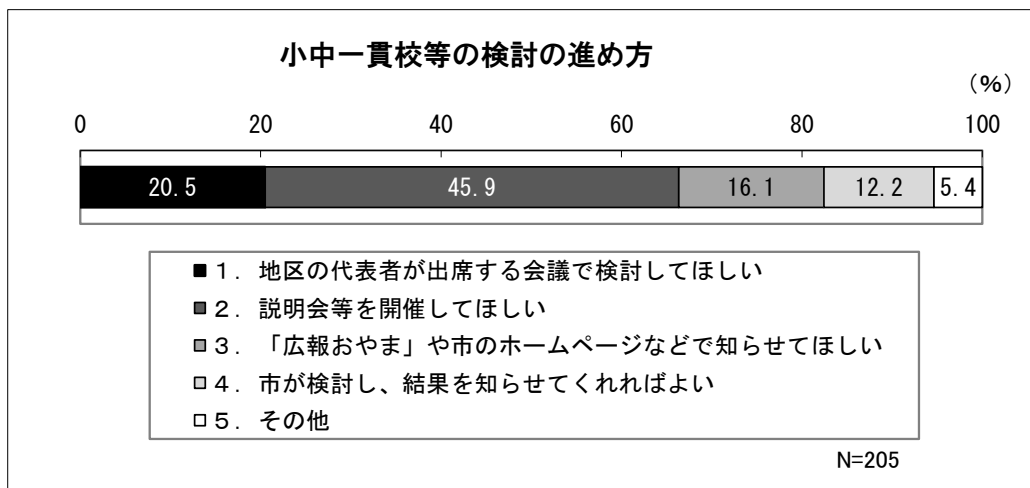 小中一貫校等の検討の進め方
（％）
0 20 40 60 80 100
20.5 45.9 16.1 12.2 5.4
１．地区の代表者が出席する会議で検討してほしい
２．説明会等を開催してほしい
３．「広報おやま」や市のホームページなどで知らせてほしい
４．市が検討し、結果を知らせてくれればよい
５．その他
N=205